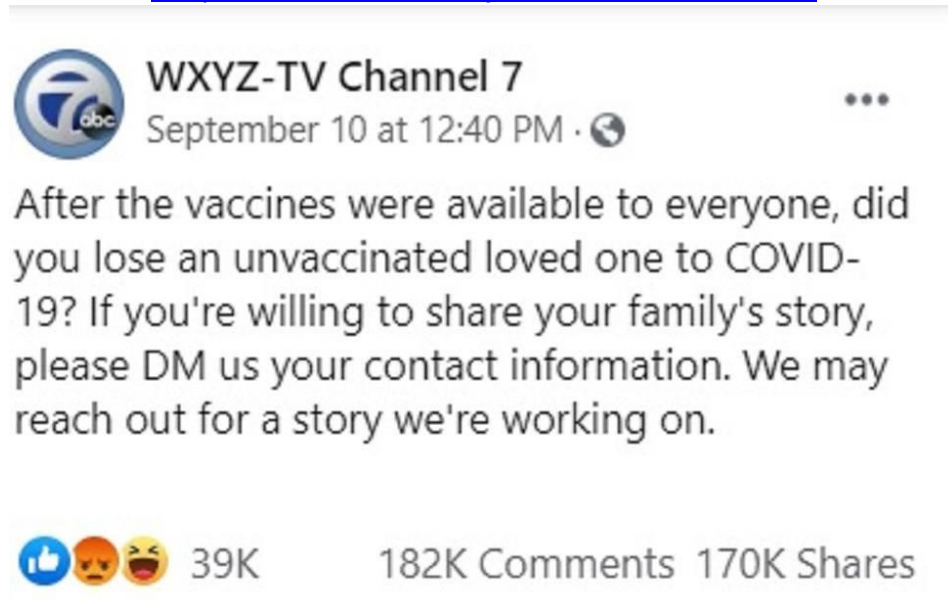 WXYZ-TV Channel 7
September 10 at 12:40 PM ·
After the vaccines were available to everyone, did
you lose an unvaccinated loved one to COVID-
19? If you're willing to share your family's story,
please DM us your contact information. We may
reach out for a story we're working on.
39K 182K Comments 170K Shares
7 abc